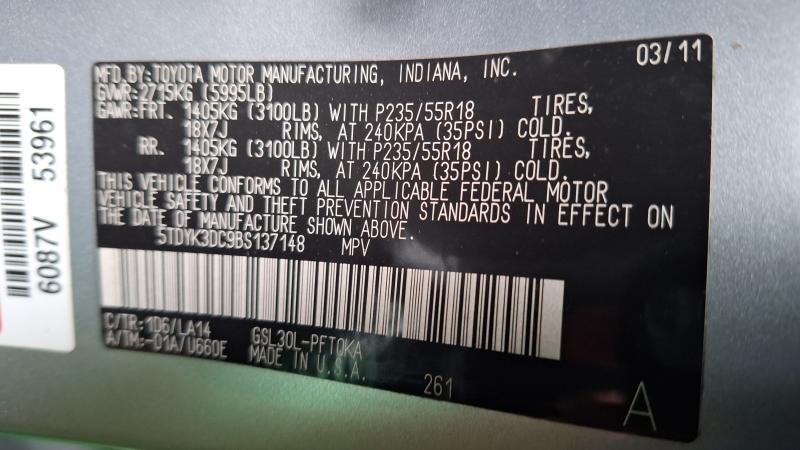 03/11
MFD.BY:TOYOTA MOTOR MANUFACTURING, INDIANA, INC.
GVWR:2715KG (5995LB)
GAWR:FRT. 1405KG (3100LB) WITH P235/55R18 TIRES,
18X7J RIMS, AT 240KPA (35PSI) COLD.
RR. 1405KG (3100LB) WITH P235/55R18 TIRES,
18X7J RIMS, AT 240KPA (35PSI) COLD.
THIS VEHICLE CONFORMS TO ALL APPLICABLE FEDERAL MOTOR
VEHICLE SAFETY AND THEFT PREVENTION STANDARDS IN EFFECT ON
THE DATE OF MANUFACTURE SHOWN ABOVE.
5TDYK3DC9BS137148 MPV
C/TR:1D6/LA14 GSL30L-PFTQKA
A/TM:-01A/U660E MADE IN U.S.A.
261
A
6087V 53961